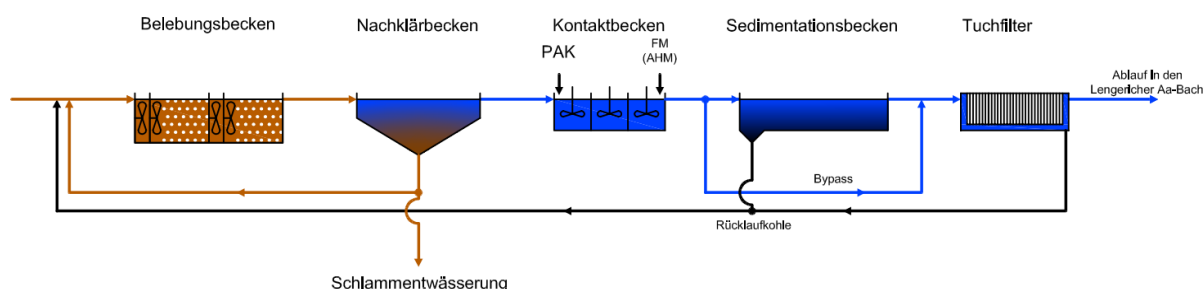 Belebungsbecken
Nachklärbecken
Kontaktbecken
Sedimentationsbecken
Tuchfilter
PAK
FM
(AHM)
Ablauf in den
Lengericher Aa-Bach
Bypass
Rücklaufkohle
Schlammentwässerung